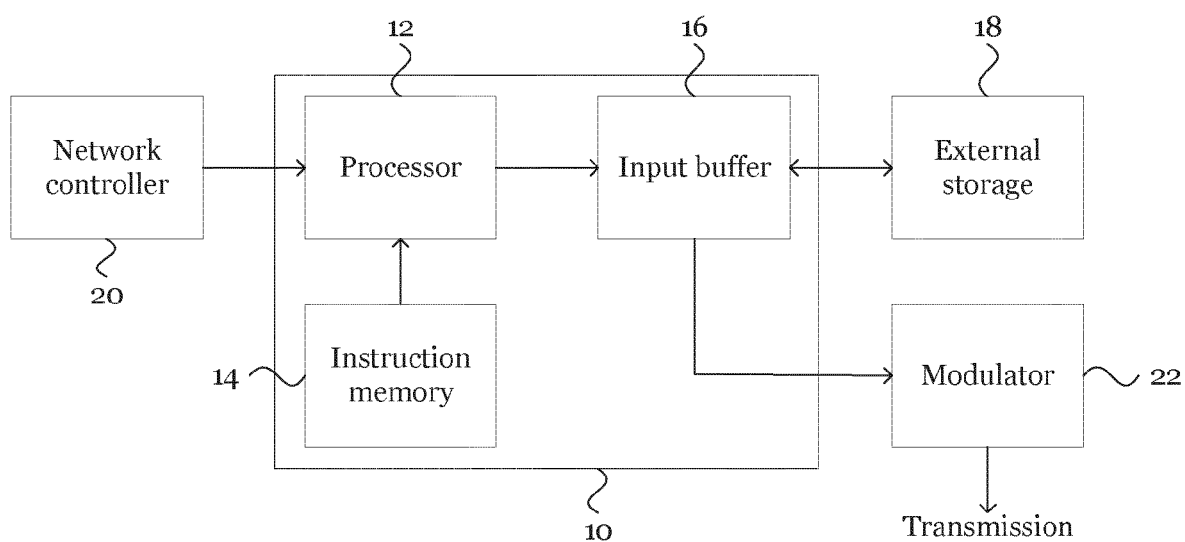 12
16
18
Network
controller
Processor
Input buffer
External
storage
20
14
Instruction
memory
Modulator
22
10
Transmission